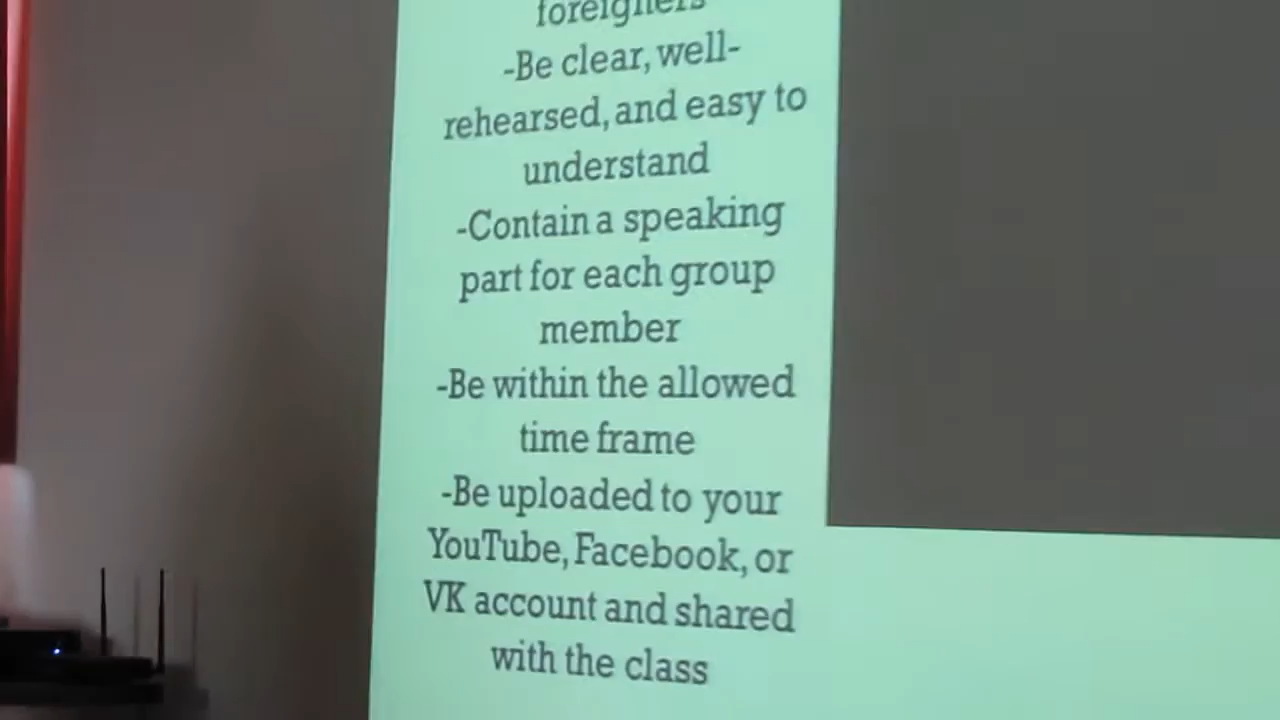 foreigners
-Be clear, well-
rehearsed, and easy to
understand
-Contain a speaking
part for each group
member
-Be within the allowed
time frame
-Be uploaded to your
YouTube, Facebook, or
VK account and shared
with the class